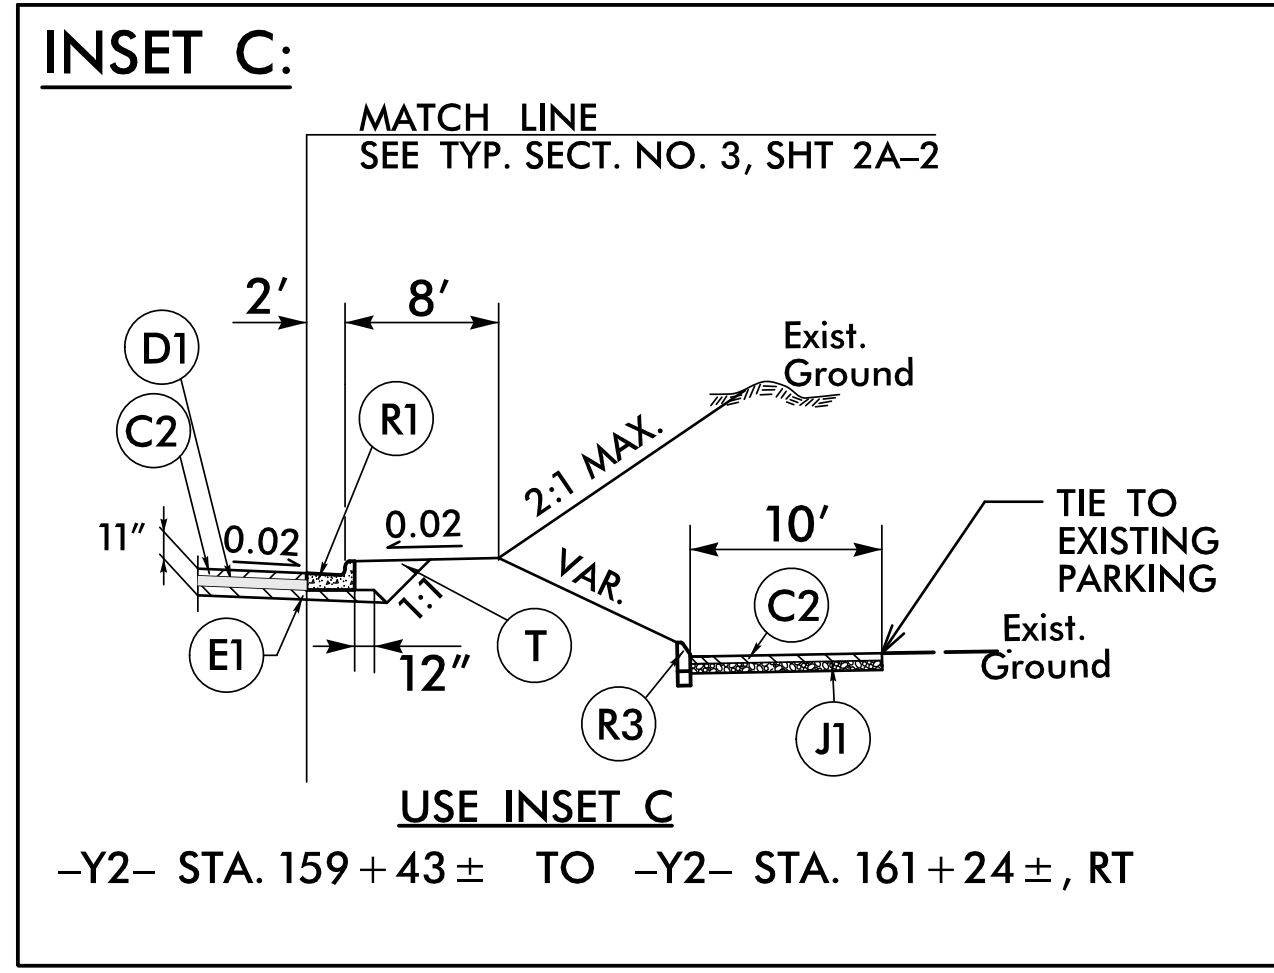 INSET C:
MATCH LINE
SEE TYP. SECT. NO. 3, SHT 2A–2
2' 8'
Exist.
Ground
D1
C2
R1
2:1 MAX.
11"
0.02
0.02
10'
TIE TO
EXISTING
PARKING
VAR.
C2
1:1
E1
12"
T
Exist.
Ground
R3
J1
USE INSET C
–Y2– STA. 159+43± TO –Y2– STA. 161+24±, RT